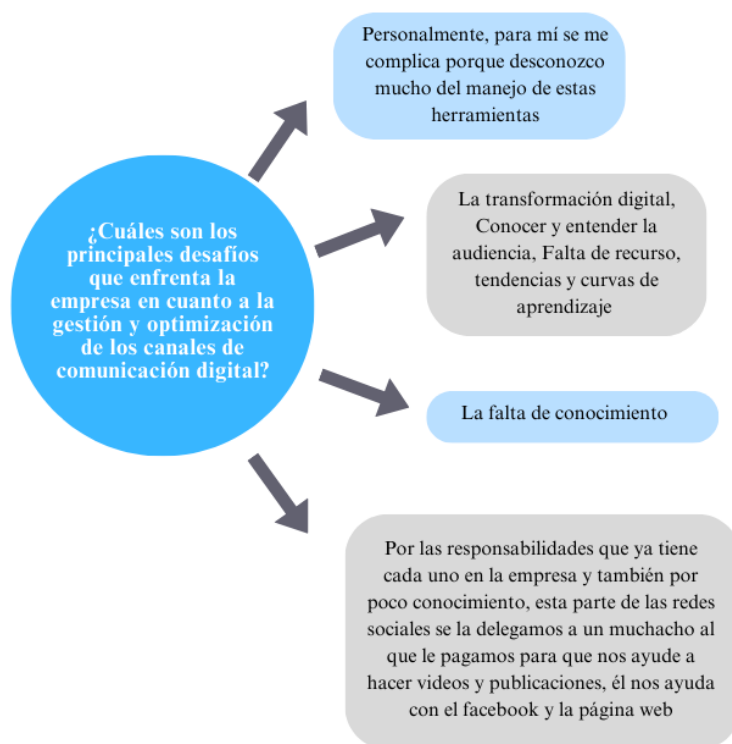 ¿Cuáles son los
principales desafíos
que enfrenta la
empresa en cuanto a la
gestión y optimización
de los canales de
comunicación digital?
Personalmente, para mí se me
complica porque desconozco
mucho del manejo de estas
herramientas
La transformación digital,
Conocer y entender la
audiencia, Falta de recurso,
tendencias y curvas de
aprendizaje
La falta de conocimiento
Por las responsabilidades que ya tiene
cada uno en la empresa y también por
poco conocimiento, esta parte de las redes
sociales se la delegamos a un muchacho al
que le pagamos para que nos ayude a
hacer videos y publicaciones, él nos ayuda
con el facebook y la página web